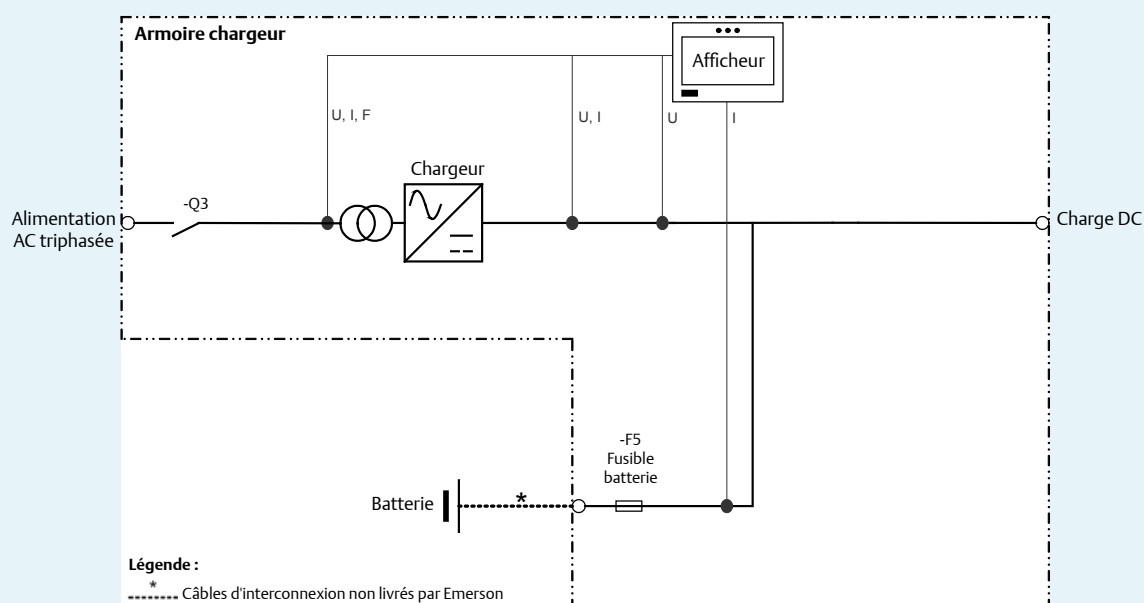 Armoire chargeur
Afficheur
U, I, F
U, I
U
I
Chargeur
-Q3
Alimentation
AC triphasée
Charge DC
-F5
Fusible
batterie
Batterie
*
Légende :
*
Câbles d'interconnexion non livrés par Emerson